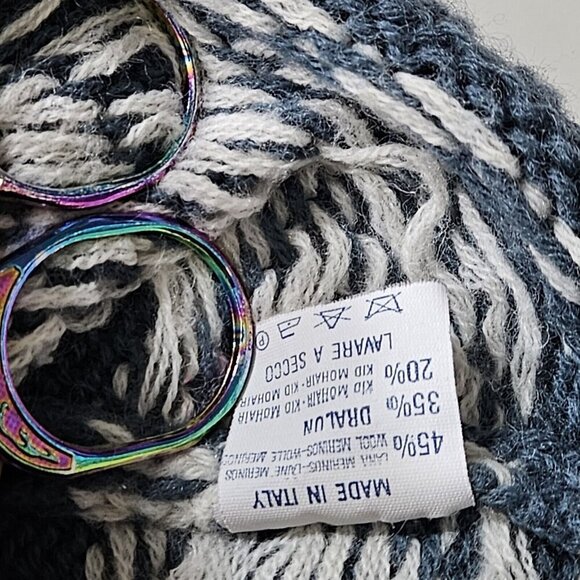 MADE IN ITALY
LANA MERINOS-LAINE MERINOS
45% WOOL MERINOS-WOLLE MERINOS
35% DRALUN
20% KID MOHAIR-KID MOHAIR
KID MOHAIR-KID MOHAIR
LAVARE A SECCO
P